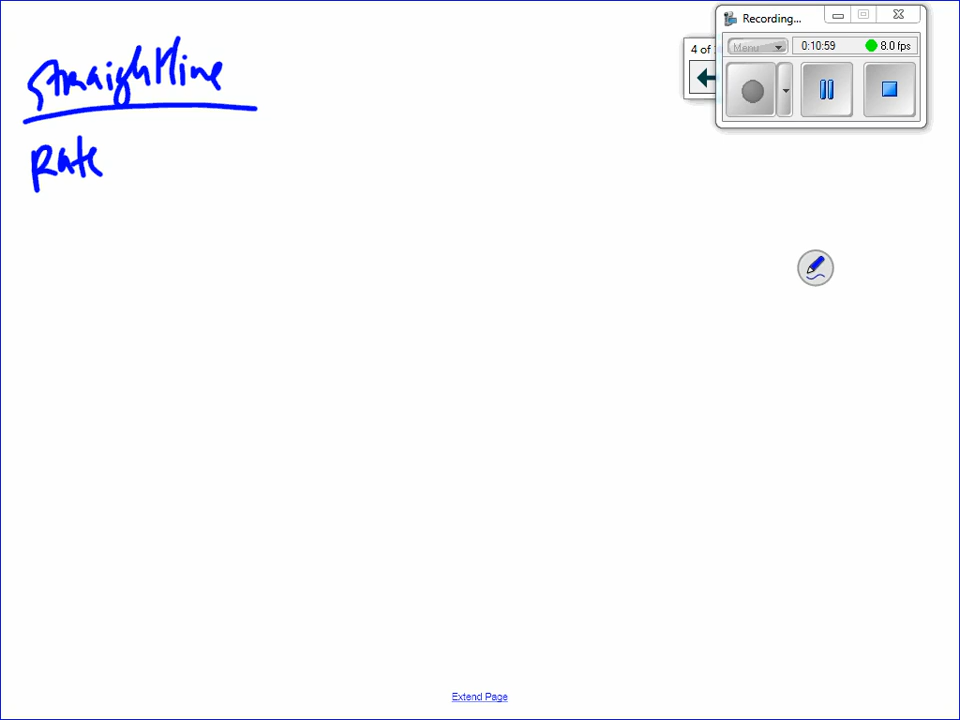 Straightline
Rate
Recording...
Menu
0:10:59
8.0 fps
4 of
Extend Page